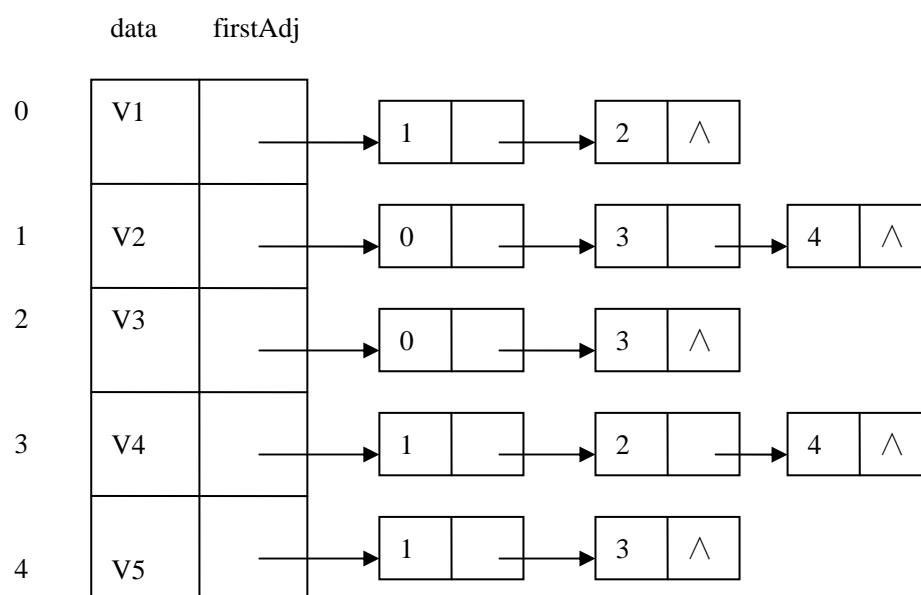 data firstAdj
0 V1 1 2 ∧
1 V2 0 3 4 ∧
2 V3 0 3 ∧
3 V4 1 2 4 ∧
4 V5 1 3 ∧